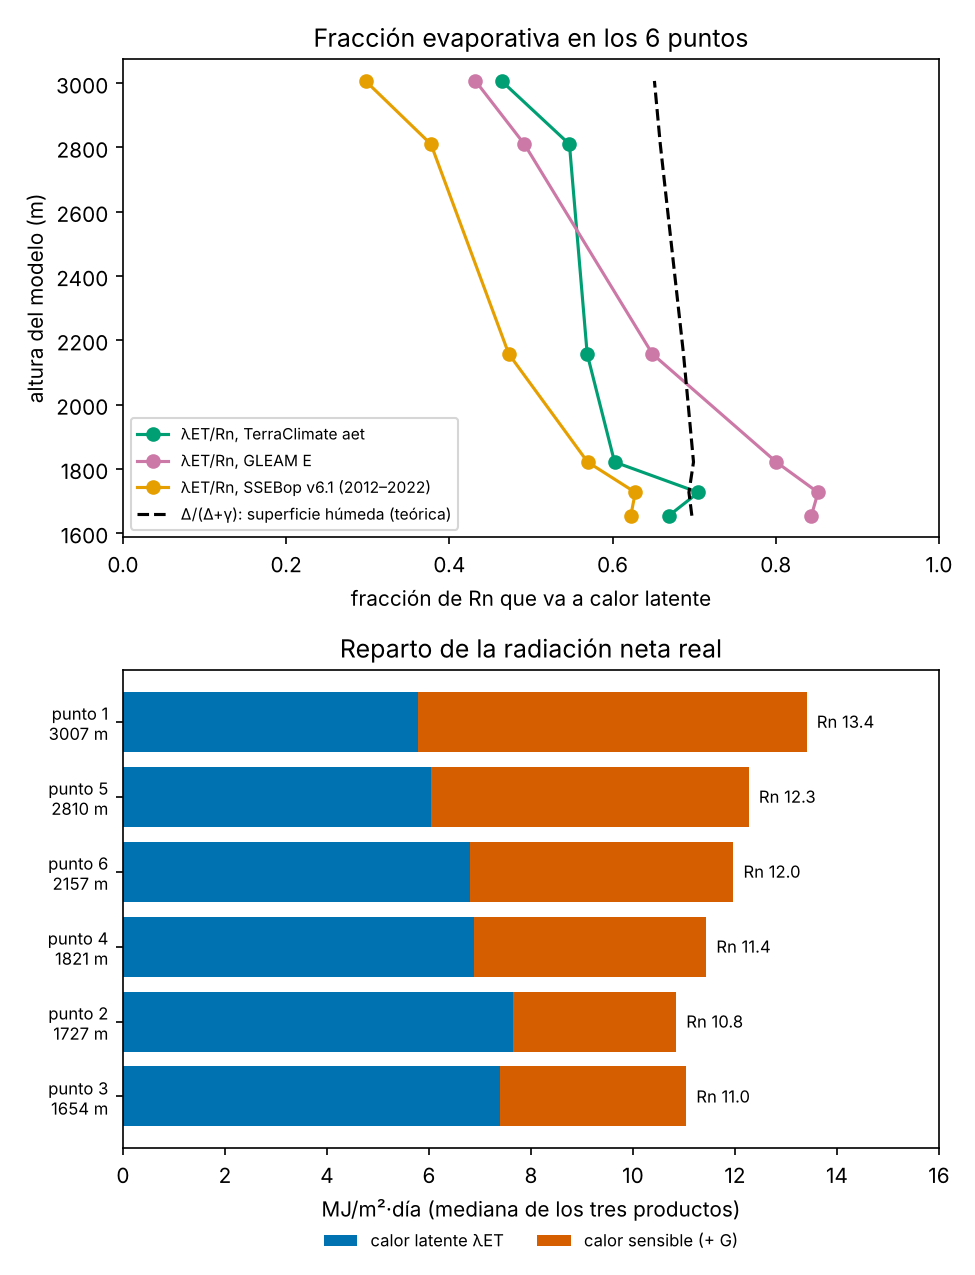 Fracción evaporativa en los 6 puntos
altura del modelo (m)
3000
2800
2600
2400
2200
2000
1800
1600
λET/Rn, TerraClimate aet
λET/Rn, GLEAM E
λET/Rn, SSEBop v6.1 (2012–2022)
Δ/(Δ+γ): superficie húmeda (teórica)
0.0 0.2 0.4 0.6 0.8 1.0
fracción de Rn que va a calor latente
Reparto de la radiación neta real
punto 1
3007 m
Rn 13.4
punto 5
2810 m
Rn 12.3
punto 6
2157 m
Rn 12.0
punto 4
1821 m
Rn 11.4
punto 2
1727 m
Rn 10.8
punto 3
1654 m
Rn 11.0
0 2 4 6 8 10 12 14 16
MJ/m²·día (mediana de los tres productos)
calor latente λET
calor sensible (+ G)